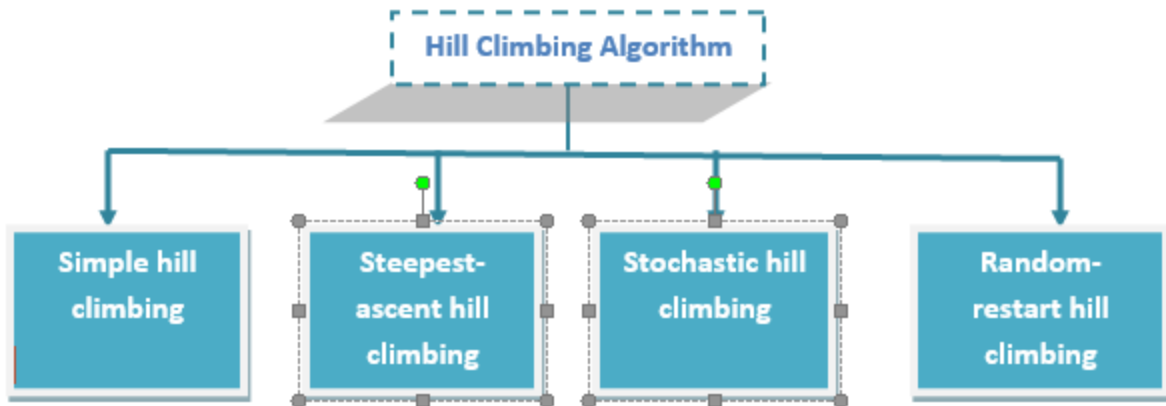 Hill Climbing Algorithm
Simple hill
climbing
Steepest-
ascent hill
climbing
Stochastic hill
climbing
Random-
restart hill
climbing